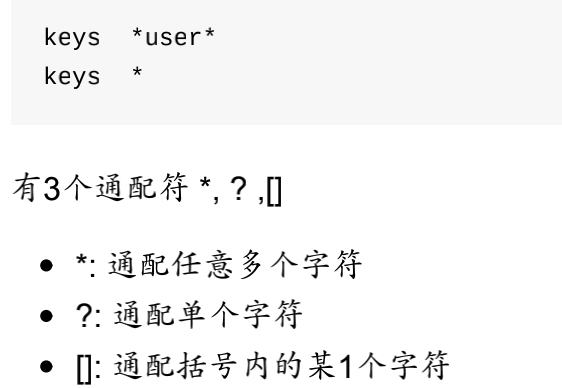 keys  *user*
keys  *
有3个通配符 *, ? ,[]
*: 通配任意多个字符
?: 通配单个字符
[]: 通配括号内的某1个字符